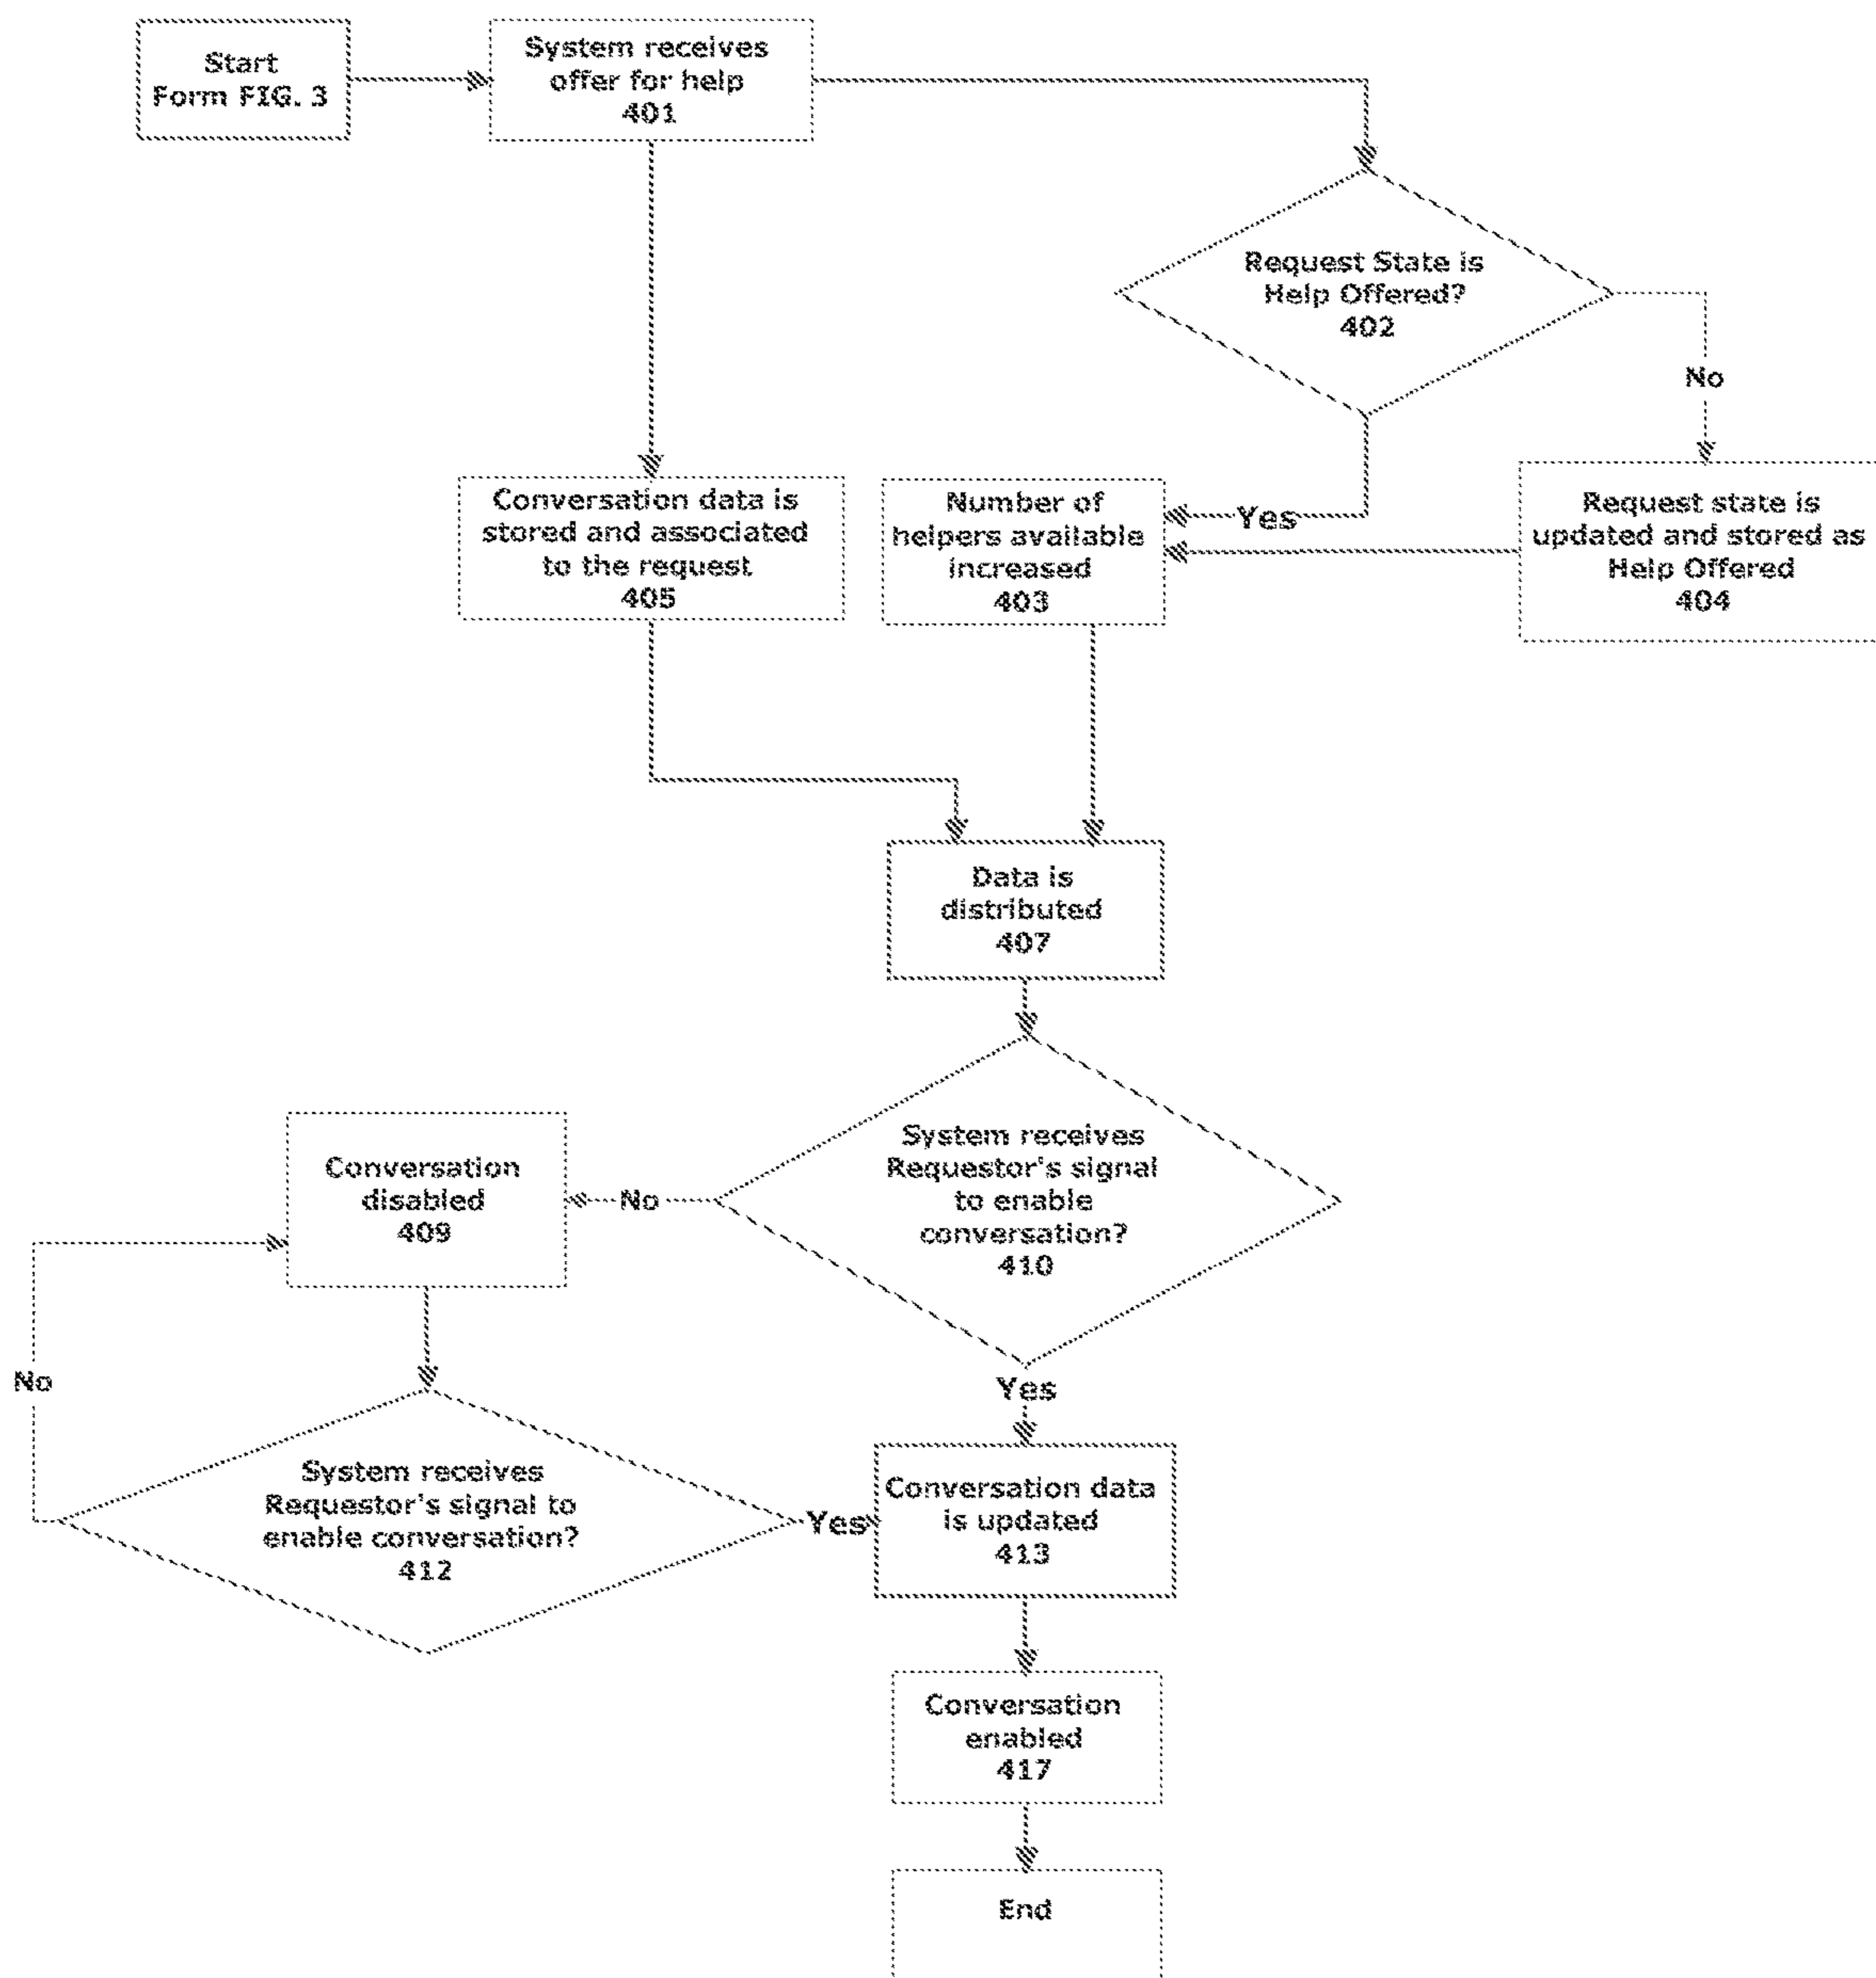 Start
Form FIG. 3
System receives
offer for help
401
Request State is
Help Offered?
402
No
Conversation data is
stored and associated
to the request
405
Number of
helpers available
increased
403
Yes
Request state is
updated and stored as
Help Offered
404
Data is
distributed
407
System receives
Requestor's signal
to enable
conversation?
410
No
Conversation
disabled
409
No
Yes
System receives
Requestor's signal to
enable conversation?
412
Yes
Conversation data
is updated
413
Conversation
enabled
417
End